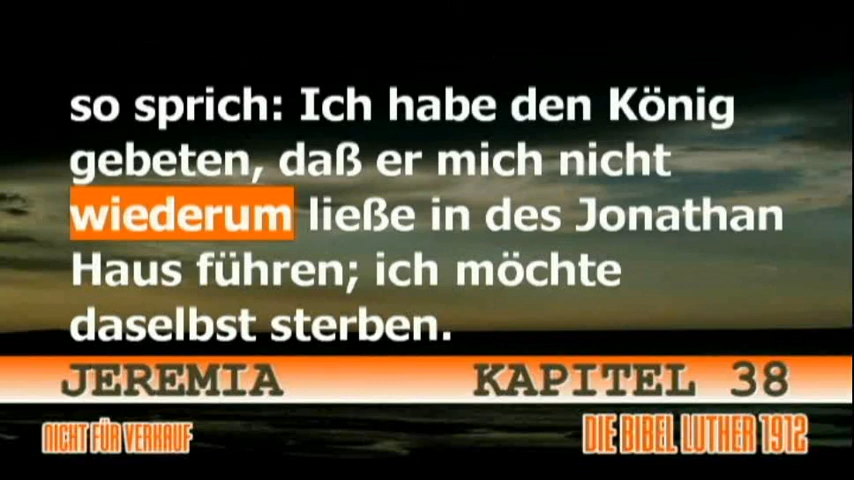 so sprich: Ich habe den König
gebeten, daß er mich nicht
wiederum ließe in des Jonathan
Haus führen; ich möchte
daselbst sterben.
JEREMIA KAPITEL 38
NICHT FÜR VERKAUF DIE BIBEL LUTHER 1912